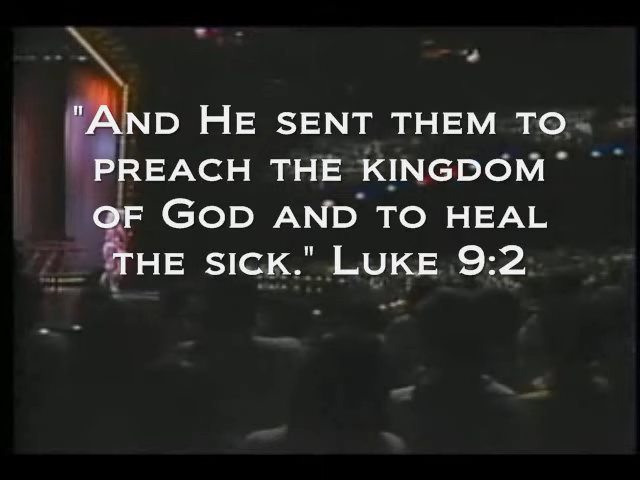 "And He sent them to
preach the kingdom
of God and to heal
the sick." Luke 9:2